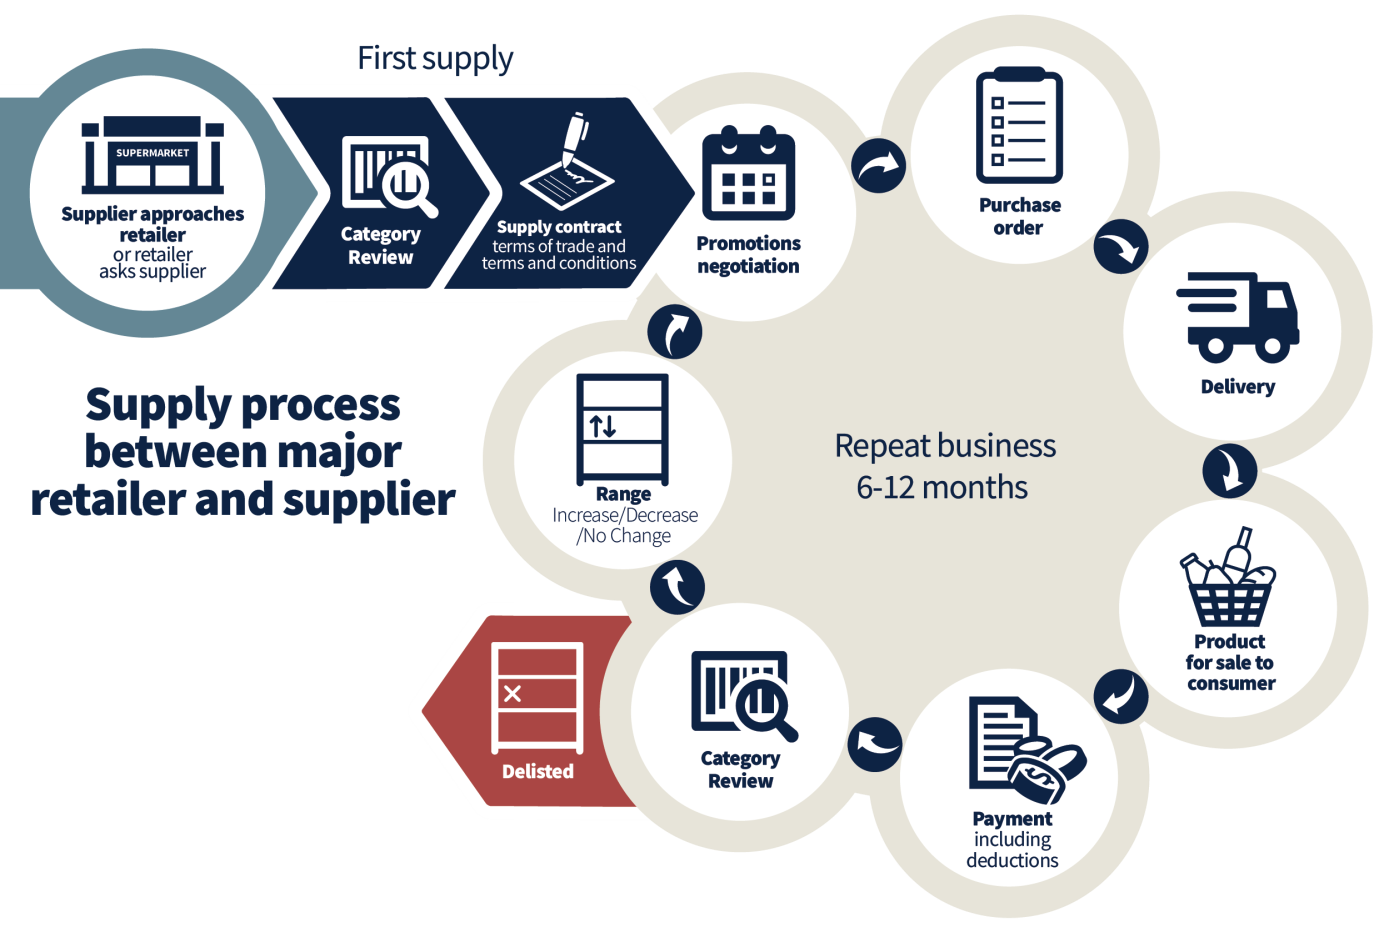 First supply
SUPERMARKET
Supplier approaches
retailer
or retailer
asks supplier
Category
Review
Supply contract
terms of trade and
terms and conditions
Promotions
negotiation
Purchase
order
Delivery
Product
for sale to
consumer
Payment
including
deductions
Category
Review
Delisted
Range
Increase/Decrease
/No Change
Repeat business
6-12 months
Supply process
between major
retailer and supplier